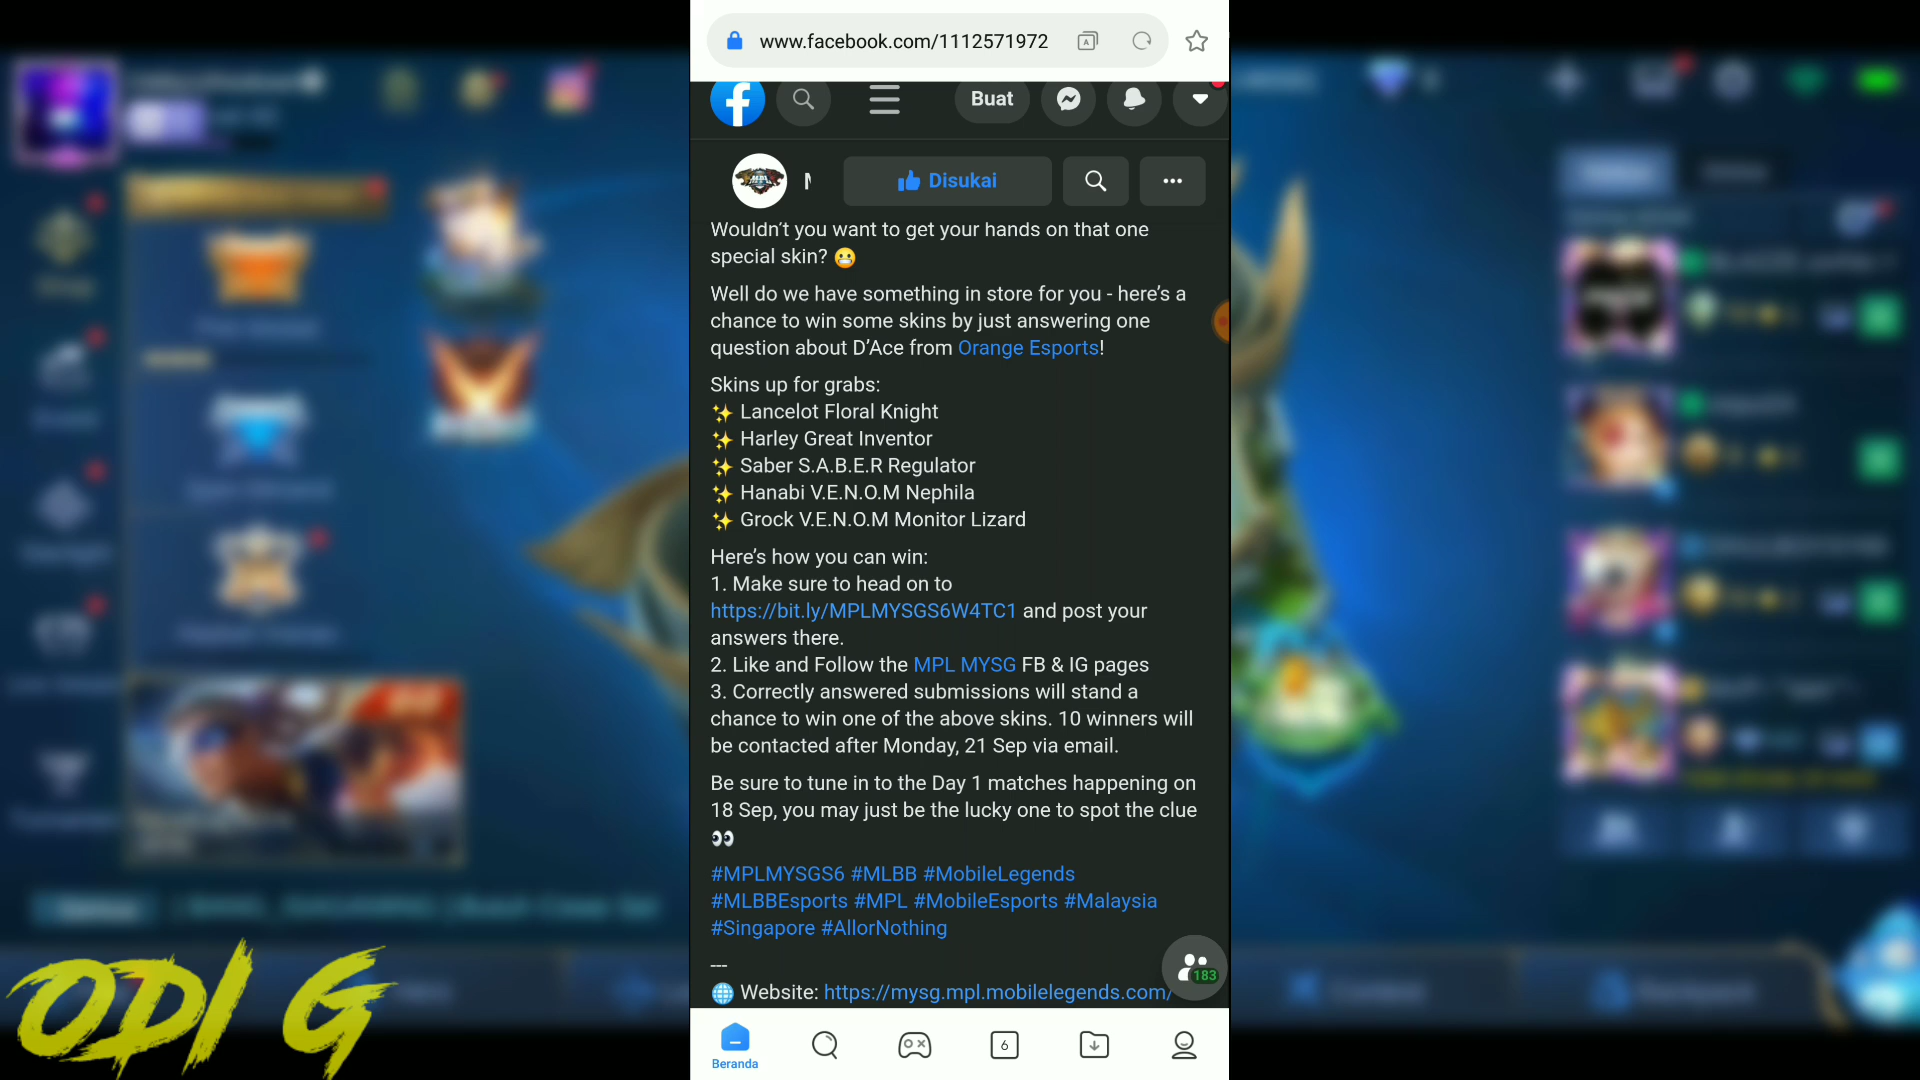 www.facebook.com/1112571972
Buat
Disukai
Wouldn’t you want to get your hands on that one
special skin? 😬
Well do we have something in store for you - here’s a
chance to win some skins by just answering one
question about D’Ace from Orange Esports!
Skins up for grabs:
✨ Lancelot Floral Knight
✨ Harley Great Inventor
✨ Saber S.A.B.E.R Regulator
✨ Hanabi V.E.N.O.M Nephila
✨ Grock V.E.N.O.M Monitor Lizard
Here’s how you can win:
1. Make sure to head on to
https://bit.ly/MPLMYSGS6W4TC1 and post your
answers there.
2. Like and Follow the MPL MYSG FB & IG pages
3. Correctly answered submissions will stand a
chance to win one of the above skins. 10 winners will
be contacted after Monday, 21 Sep via email.
Be sure to tune in to the Day 1 matches happening on
18 Sep, you may just be the lucky one to spot the clue
👀
#MPLMYSGS6 #MLBB #MobileLegends
#MLBBEsports #MPL #MobileEsports #Malaysia
#Singapore #AllorNothing
---
183
🌐 Website: https://mysg.mpl.mobilelegends.com/
6
Beranda
ODI G